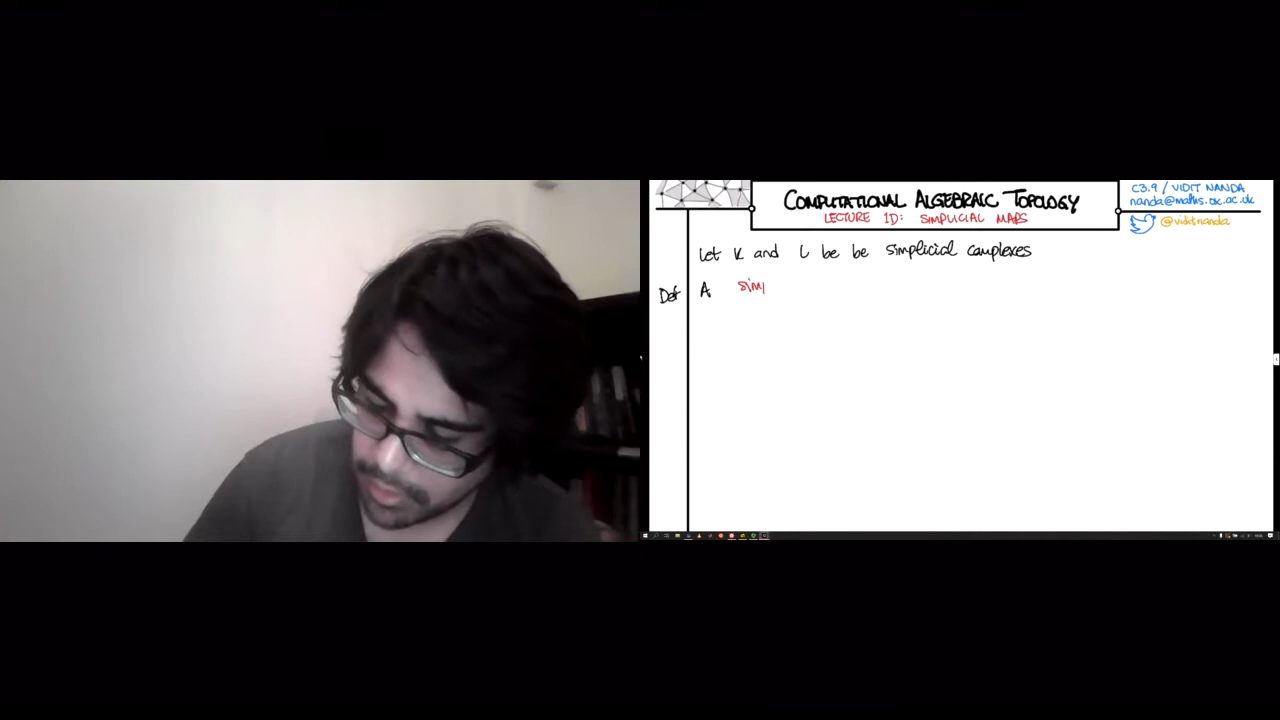 COMPUTATIONAL ALGEBRAIC TOPOLOGY
LECTURE 1D: SIMPLICIAL MAPS
C3.9 / VIDIT NANDA
nanda@maths.ox.ac.uk
@viditnanda
Let K and L be be simplicial complexes
Def A simp